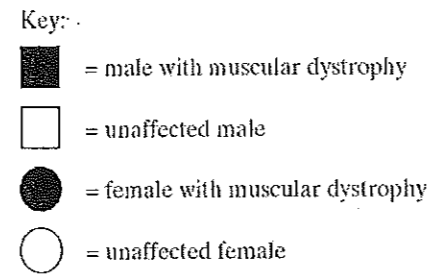 Key:
= male with muscular dystrophy
= unaffected male
= female with muscular dystrophy
= unaffected female